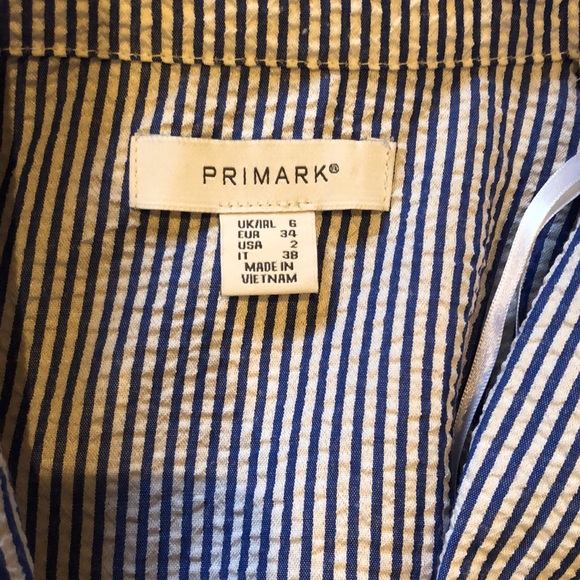 PRIMARK®
UK/IRL 6
EUR 34
USA 2
IT 38
MADE IN
VIETNAM